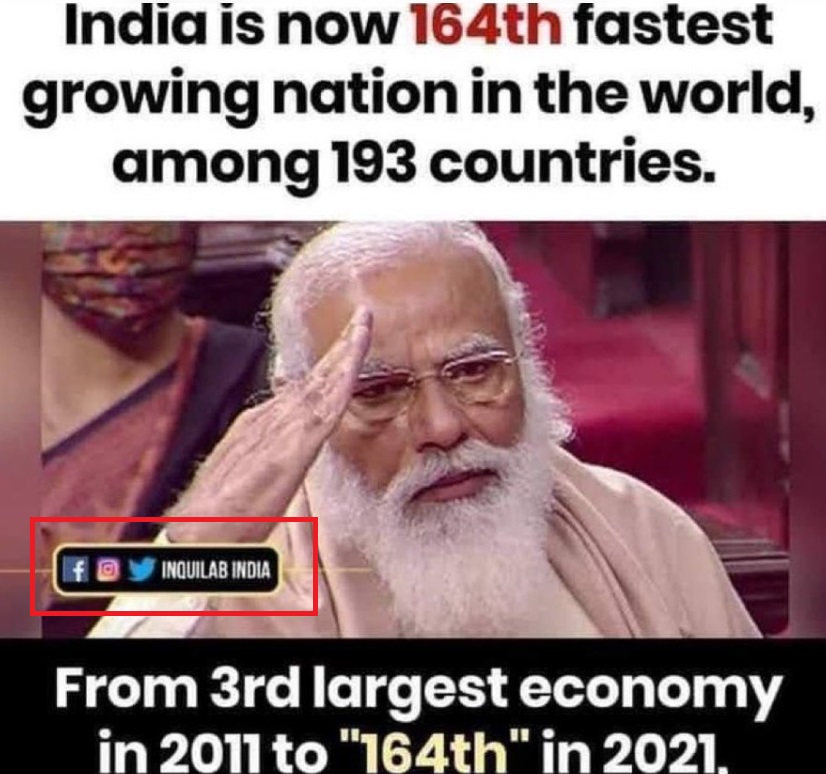 India is now 164th fastest
growing nation in the world,
among 193 countries.
INQUILAB INDIA
From 3rd largest economy
in 2011 to "164th" in 2021.